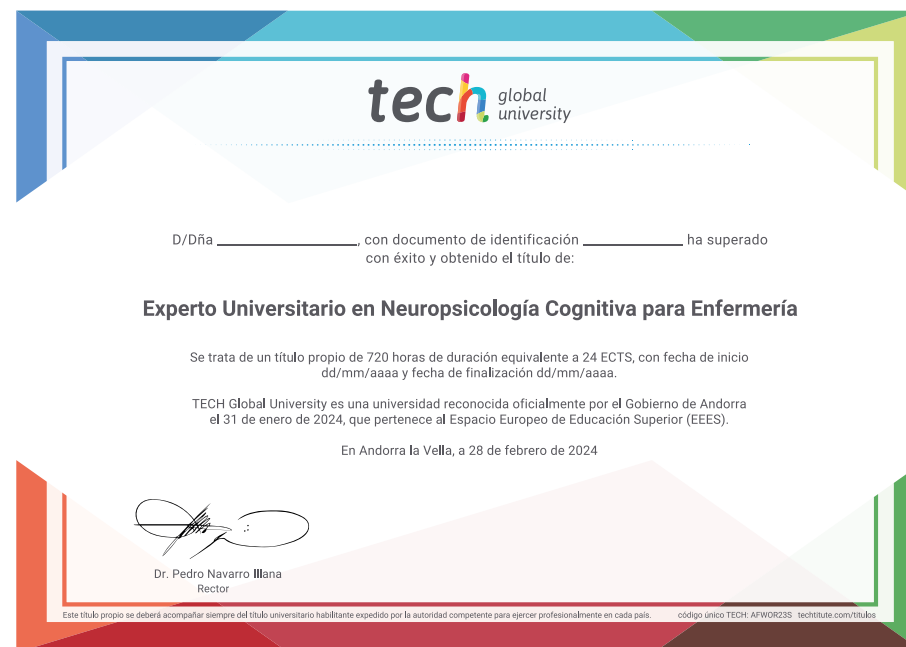 tech global university
D/Dña ____________________, con documento de identificación ______________ ha superado
con éxito y obtenido el título de:
Experto Universitario en Neuropsicología Cognitiva para Enfermería
Se trata de un título propio de 720 horas de duración equivalente a 24 ECTS, con fecha de inicio
dd/mm/aaaa y fecha de finalización dd/mm/aaaa.
TECH Global University es una universidad reconocida oficialmente por el Gobierno de Andorra
el 31 de enero de 2024, que pertenece al Espacio Europeo de Educación Superior (EEES).
En Andorra la Vella, a 28 de febrero de 2024
Dr. Pedro Navarro Illana
Rector
Este título propio se deberá acompañar siempre del título universitario habilitante expedido por la autoridad competente para ejercer profesionalmente en cada país. código único TECH: AFWOR23S techtitute.com/titulos